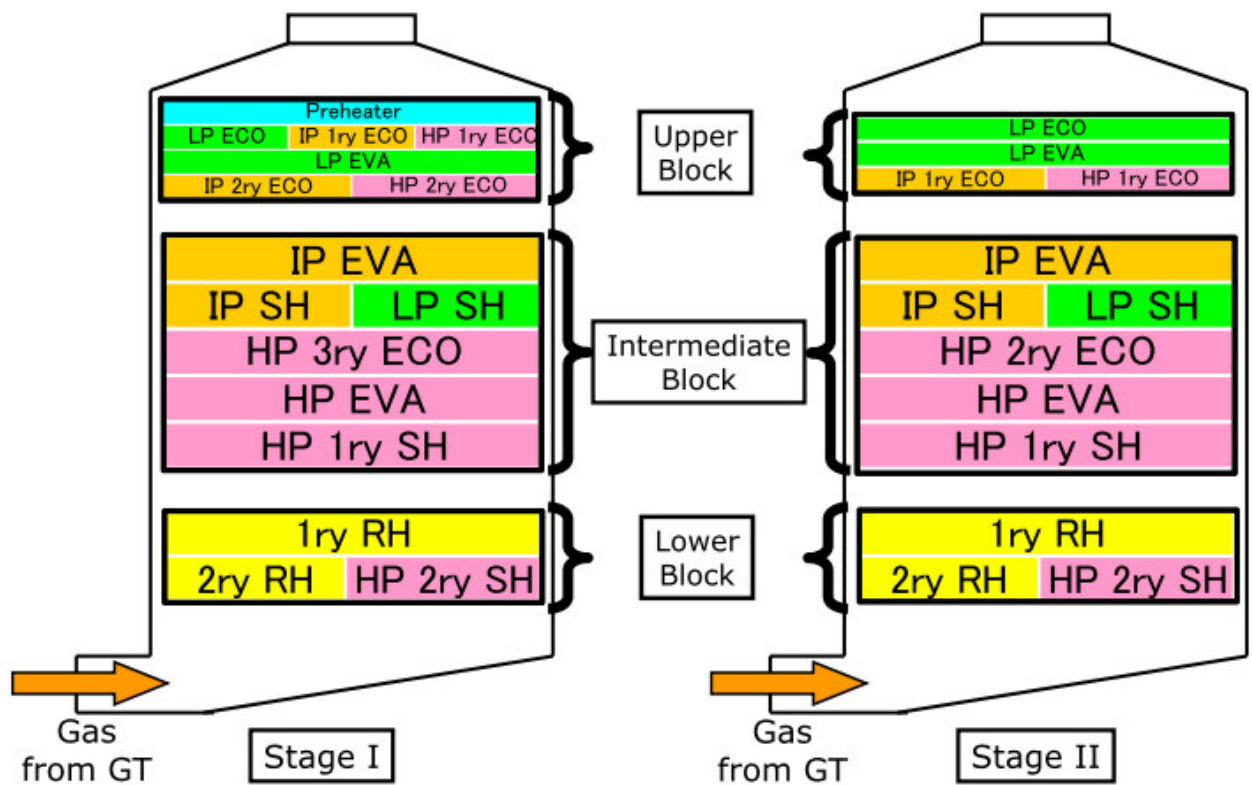 Preheater
LP ECO IP 1ry ECO HP 1ry ECO
LP EVA
IP 2ry ECO HP 2ry ECO
IP EVA
IP SH LP SH
HP 3ry ECO
HP EVA
HP 1ry SH
1ry RH
2ry RH HP 2ry SH
Gas
from GT
Stage I
Upper
Block
Intermediate
Block
Lower
Block
LP ECO
LP EVA
IP 1ry ECO HP 1ry ECO
IP EVA
IP SH LP SH
HP 2ry ECO
HP EVA
HP 1ry SH
1ry RH
2ry RH HP 2ry SH
Gas
from GT
Stage II